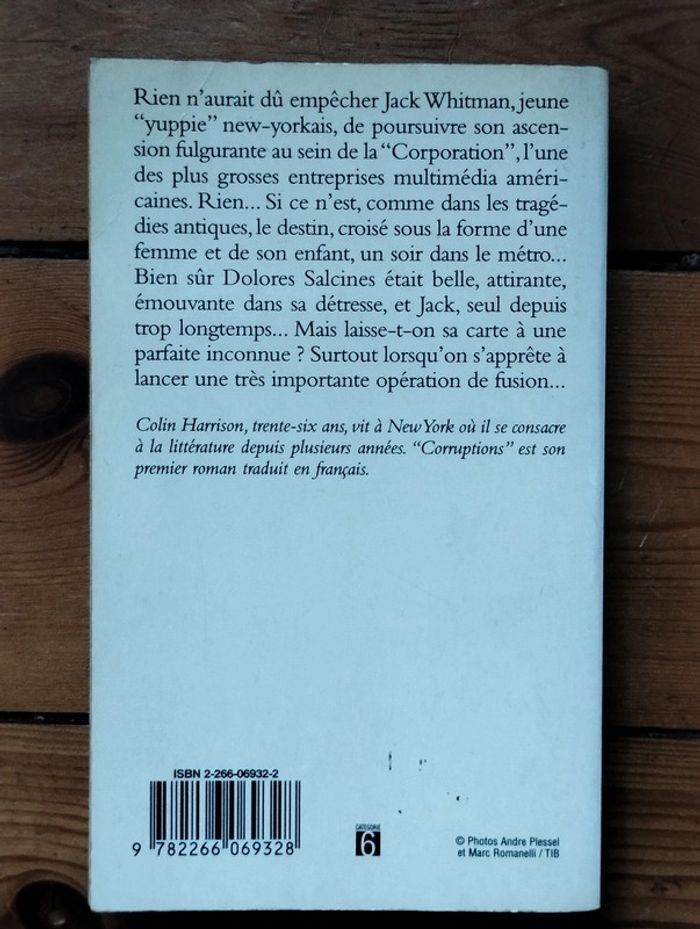 Rien n'aurait dû empêcher Jack Whitman, jeune
"yuppie" new-yorkais, de poursuivre son ascen-
sion fulgurante au sein de la "Corporation", l'une
des plus grosses entreprises multimédia améri-
caines. Rien... Si ce n'est, comme dans les tragé-
dies antiques, le destin, croisé sous la forme d'une
femme et de son enfant, un soir dans le métro...
Bien sûr Dolores Salcines était belle, attirante,
émouvante dans sa détresse, et Jack, seul depuis
trop longtemps... Mais laisse-t-on sa carte à une
parfaite inconnue ? Surtout lorsqu'on s'apprête à
lancer une très importante opération de fusion...
Colin Harrison, trente-six ans, vit à New York où il se consacre
à la littérature depuis plusieurs années. "Corruptions" est son
premier roman traduit en français.
ISBN 2-266-06932-2
9 782266 069328
CATÉGORIE
6
© Photos Andre Plessel
et Marc Romanelli / TIB